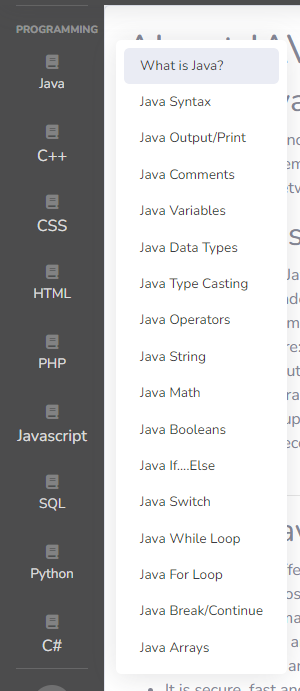 PROGRAMMING
Java
C++
CSS
HTML
PHP
Javascript
SQL
Python
C#
What is Java?
Java Syntax
Java Output/Print
Java Comments
Java Variables
Java Data Types
Java Type Casting
Java Operators
Java String
Java Math
Java Booleans
Java If....Else
Java Switch
Java While Loop
Java For Loop
Java Break/Continue
Java Arrays
It is secure, fast an